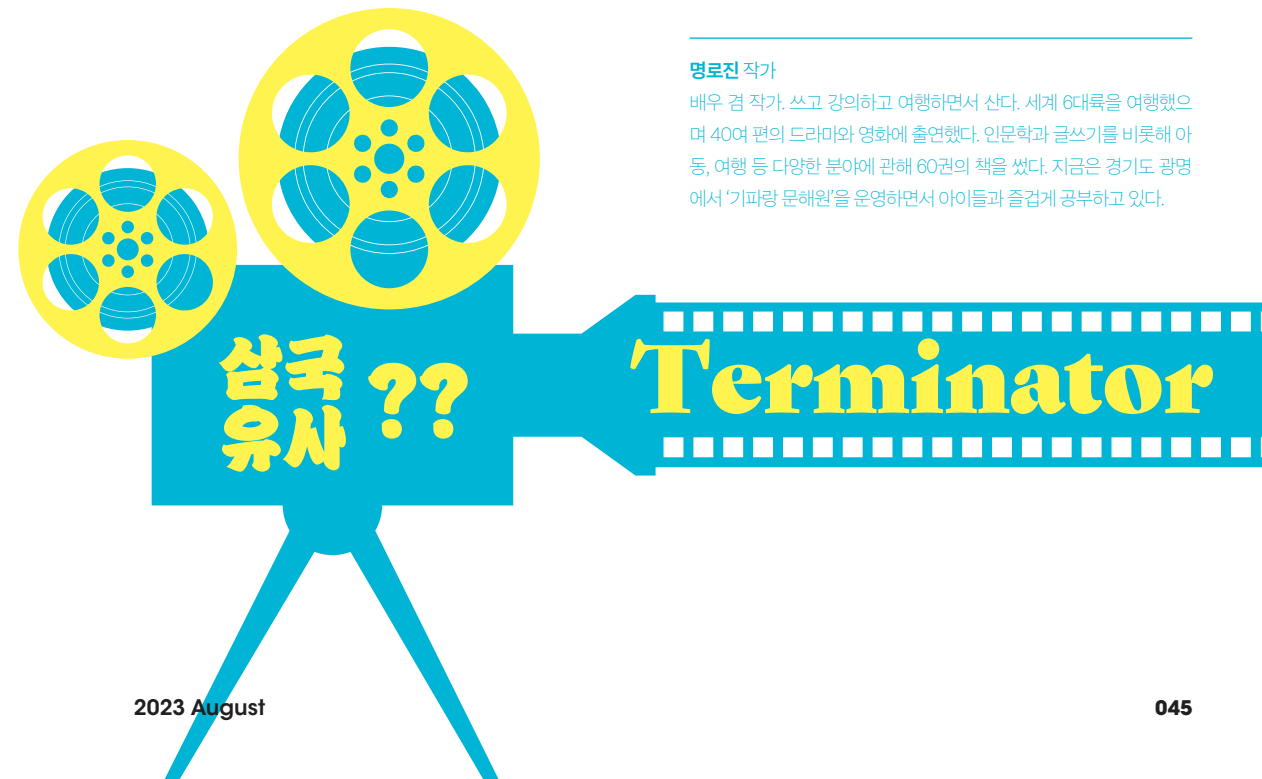 명로진 작가
배우 겸 작가. 쓰고 강의하고 여행하면서 산다. 세계 6대륙을 여행했으
며 40여 편의 드라마와 영화에 출연했다. 인문학과 글쓰기를 비롯해 아
동, 여행 등 다양한 분야에 관해 60권의 책을 썼다. 지금은 경기도 광명
에서 ‘기파랑 문해원’을 운영하면서 아이들과 즐겁게 공부하고 있다.
삼국
유사
??
Terminator
2023 August
045